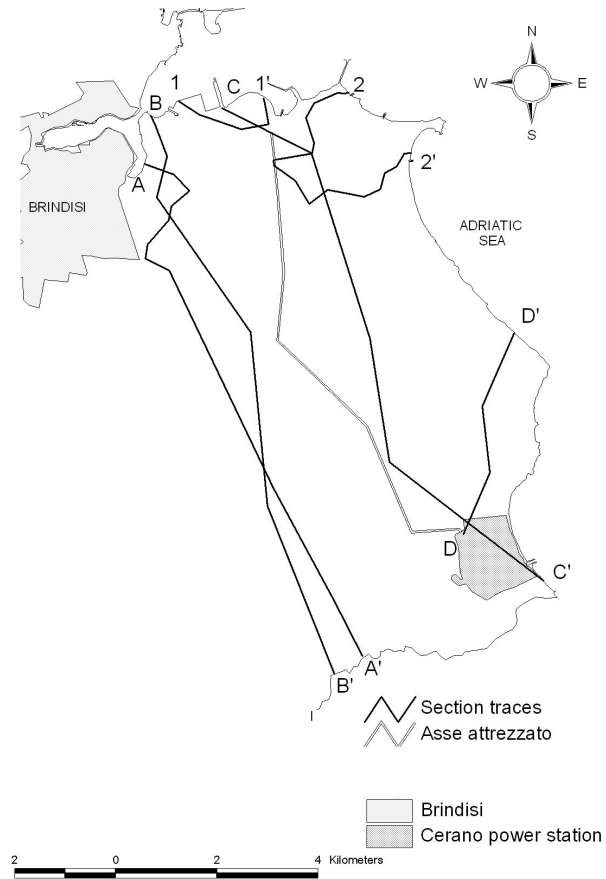 N
W E
S
1 C 1' 2
B
A
2'
BRINDISI
ADRIATIC
SEA
D'
D
C'
A'
B'
Section traces
Asse attrezzato
Brindisi
Cerano power station
2 0 2 4 Kilometers